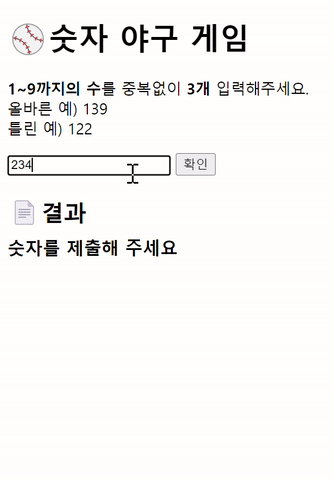 숫자 야구 게임
1~9까지의 수를 중복없이 3개 입력해주세요.
올바른 예) 139
틀린 예) 122
234 확인
결과
숫자를 제출해 주세요